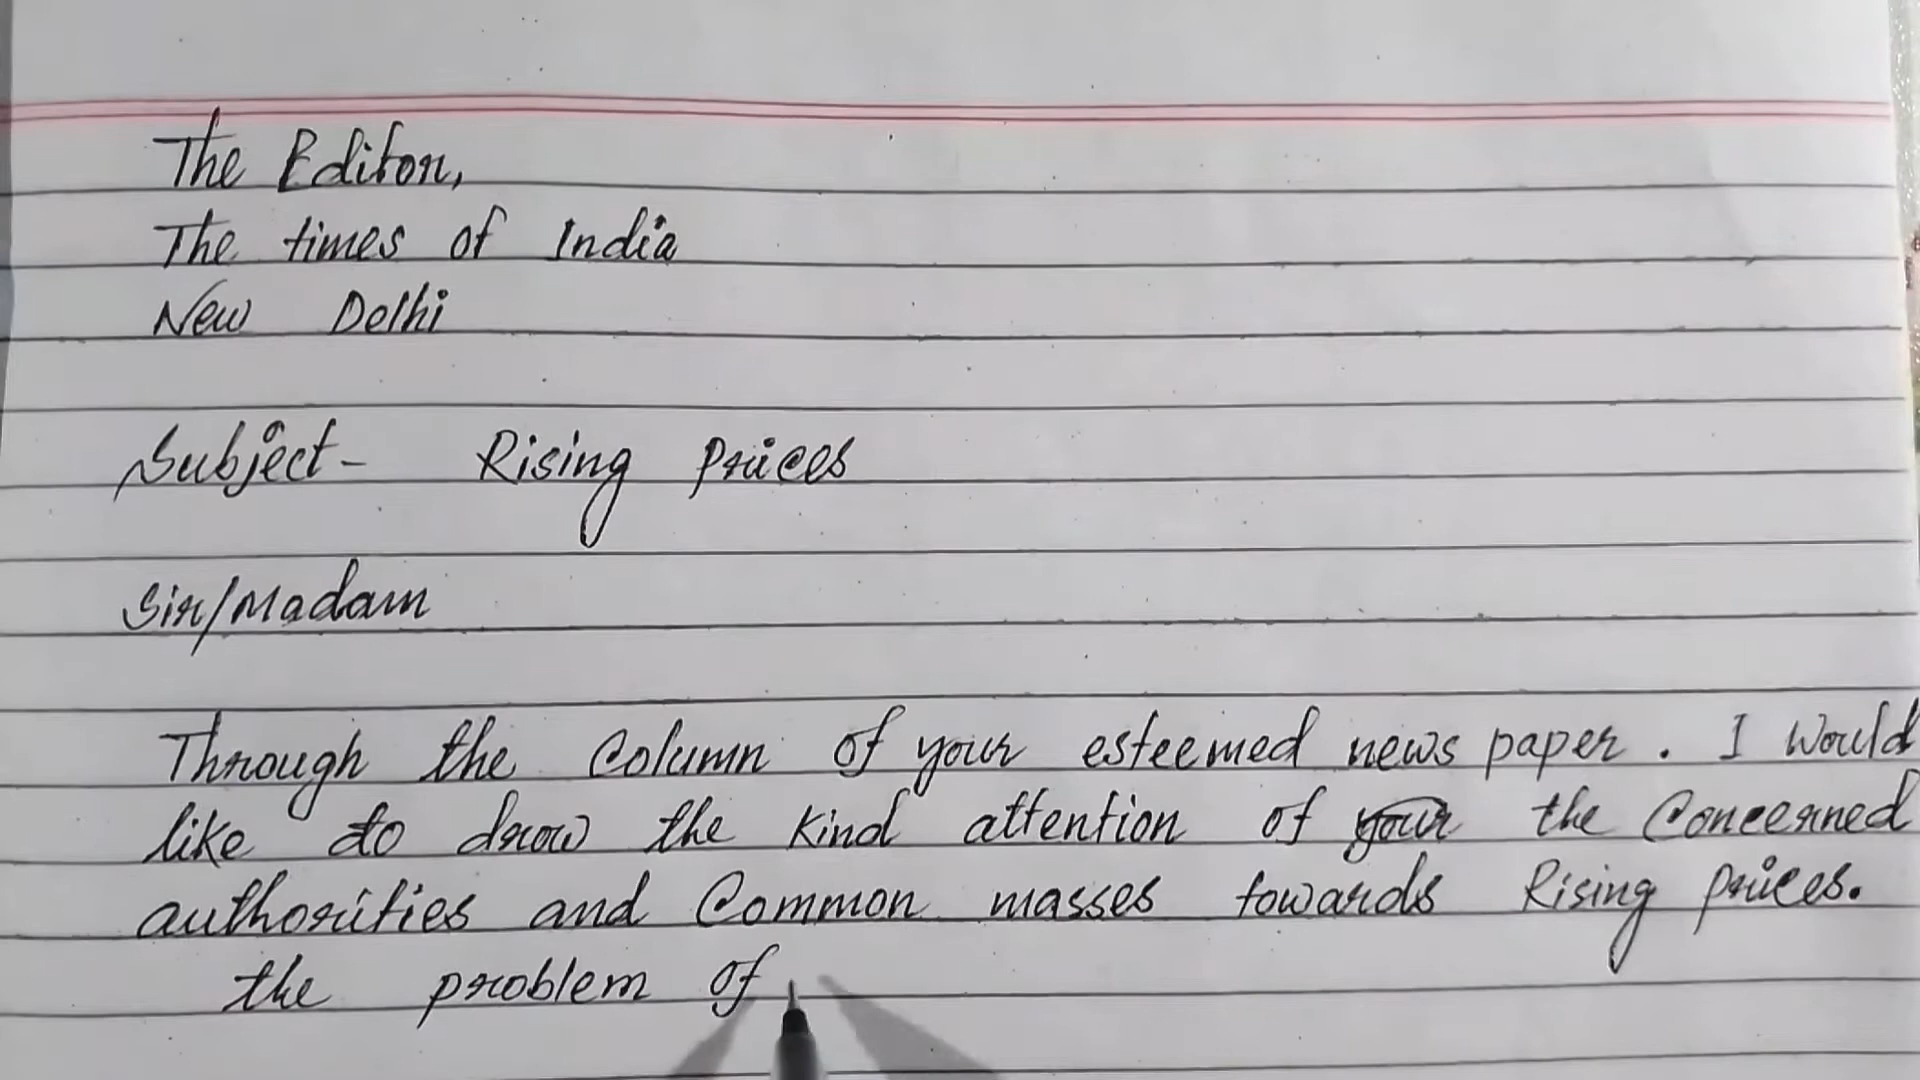 The Editor,
The times of India
New Delhi
Subject- Rising prices
Sir/Madam
Through the Column of your esteemed news paper. I Would
like to draw the kind attention of your the Concerned
authorities and Common masses towards Rising prices.
the problem of